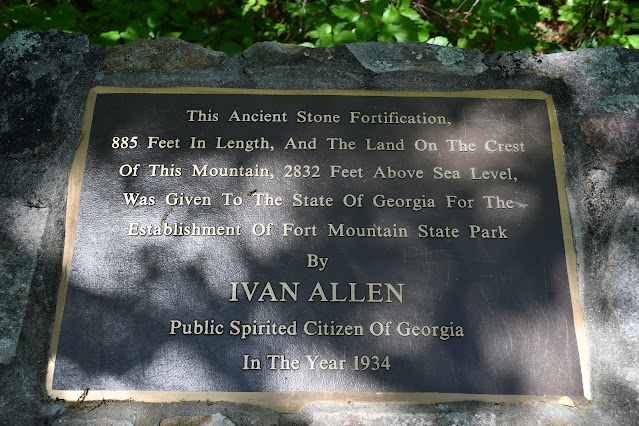 This Ancient Stone Fortification,
885 Feet In Length, And The Land On The Crest
Of This Mountain, 2832 Feet Above Sea Level,
Was Given To The State Of Georgia For The
Establishment Of Fort Mountain State Park
By
IVAN ALLEN
Public Spirited Citizen Of Georgia
In The Year 1934